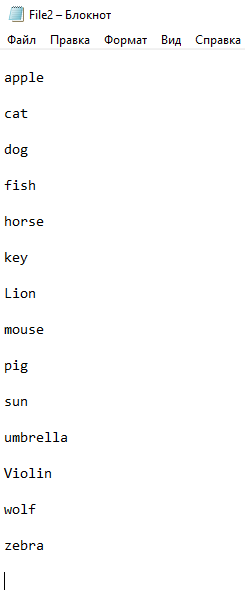 File2 – Блокнот
Файл Правка Формат Вид Справка
apple
cat
dog
fish
horse
key
Lion
mouse
pig
sun
umbrella
Violin
wolf
zebra